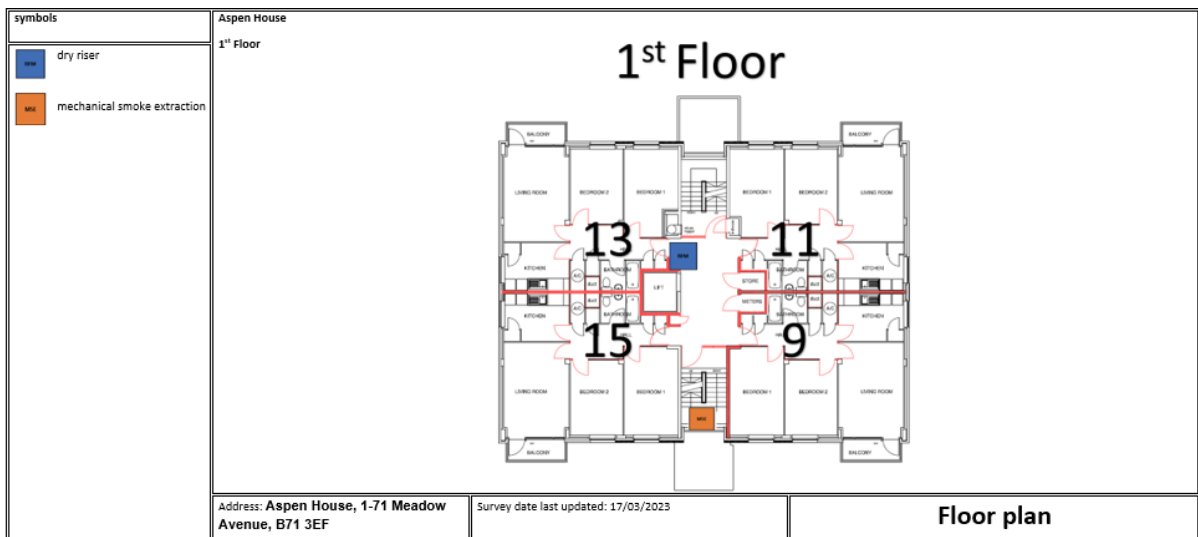 symbols
dry riser
MSE
mechanical smoke extraction
Aspen House
1st Floor
1st Floor
BALCONY
BALCONY
LIVING ROOM
BEDROOM 2
BEDROOM 1
BEDROOM 1
BEDROOM 2
LIVING ROOM
13
11
KITCHEN
A/C
BATHROOM
LIFT
STORE
BATHROOM
A/C
KITCHEN
KITCHEN
A/C
BATHROOM
METERS
BATHROOM
A/C
KITCHEN
15
9
LIVING ROOM
BEDROOM 2
BEDROOM 1
BEDROOM 1
BEDROOM 2
LIVING ROOM
MSE
BALCONY
BALCONY
Address: Aspen House, 1-71 Meadow
Avenue, B71 3EF
Survey date last updated: 17/03/2023
Floor plan